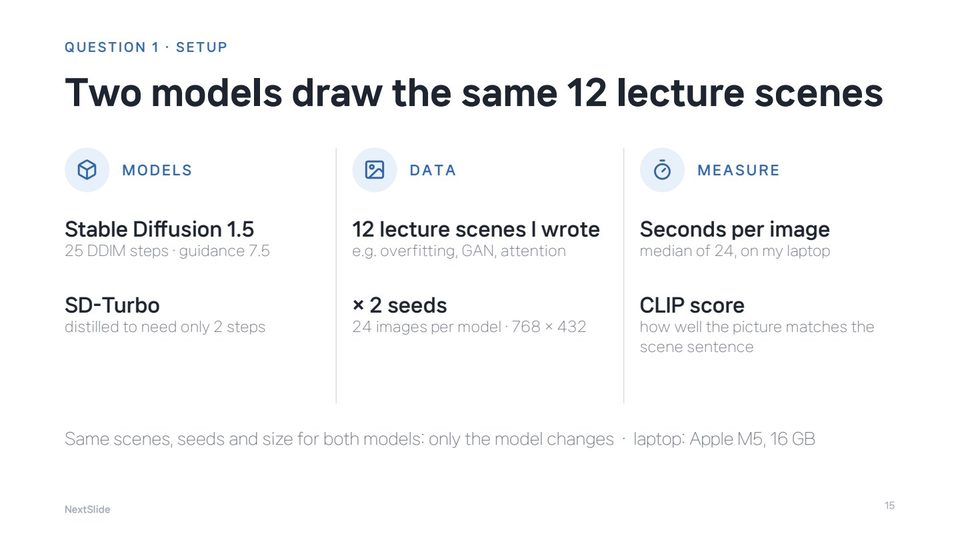 QUESTION 1 · SETUP
Two models draw the same 12 lecture scenes
MODELS
Stable Diffusion 1.5
25 DDIM steps · guidance 7.5
SD-Turbo
distilled to need only 2 steps
DATA
12 lecture scenes I wrote
e.g. overfitting, GAN, attention
× 2 seeds
24 images per model · 768 × 432
MEASURE
Seconds per image
median of 24, on my laptop
CLIP score
how well the picture matches the
scene sentence
Same scenes, seeds and size for both models: only the model changes · laptop: Apple M5, 16 GB
NextSlide
15